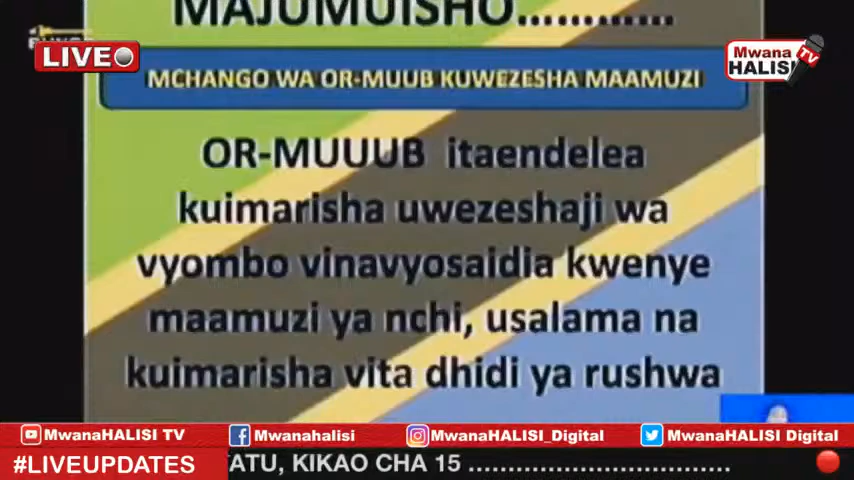 MAJUMUISHO............
LIVE
Mwana
HALISI
TV
MCHANGO WA OR-MUUB KUWEZESHA MAAMUZI
OR-MUUUB itaendelea
kuimarisha uwezeshaji wa
vyombo vinavyosaidia kwenye
maamuzi ya nchi, usalama na
kuimarisha vita dhidi ya rushwa
MwanaHALISI TV
Mwanahalisi
MwanaHALISI_Digital
MwanaHALISI Digital
#LIVEUPDATES
TATU, KIKAO CHA 15 .................................